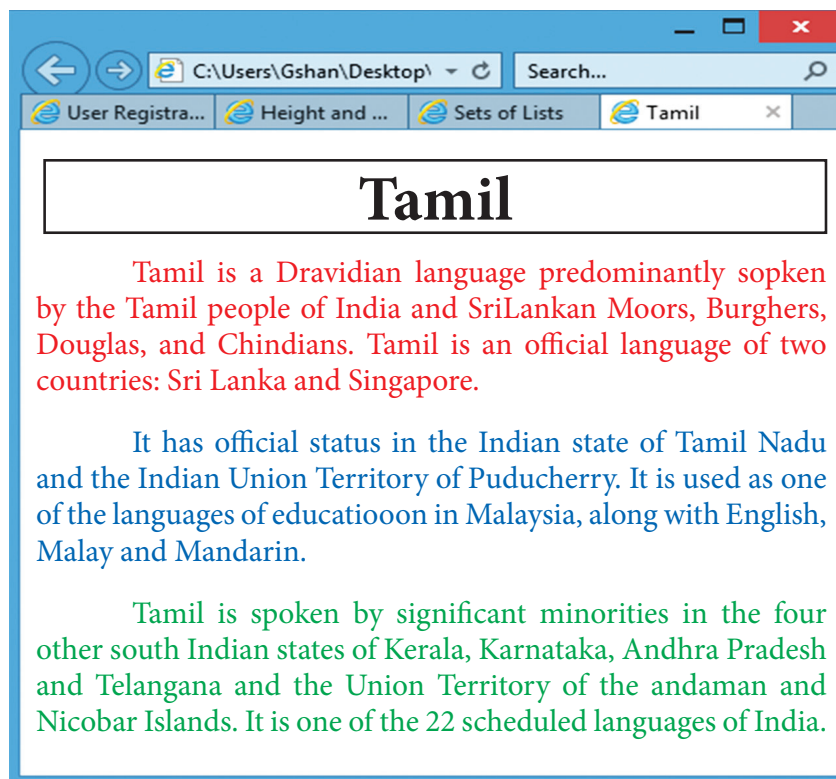 C:\Users\Gshan\Desktop\ Search...
User Registra... Height and ... Sets of Lists Tamil
Tamil
Tamil is a Dravidian language predominantly sopken
by the Tamil people of India and SriLankan Moors, Burghers,
Douglas, and Chindians. Tamil is an official language of two
countries: Sri Lanka and Singapore.
It has official status in the Indian state of Tamil Nadu
and the Indian Union Territory of Puducherry. It is used as one
of the languages of educatiooon in Malaysia, along with English,
Malay and Mandarin.
Tamil is spoken by significant minorities in the four
other south Indian states of Kerala, Karnataka, Andhra Pradesh
and Telangana and the Union Territory of the andaman and
Nicobar Islands. It is one of the 22 scheduled languages of India.